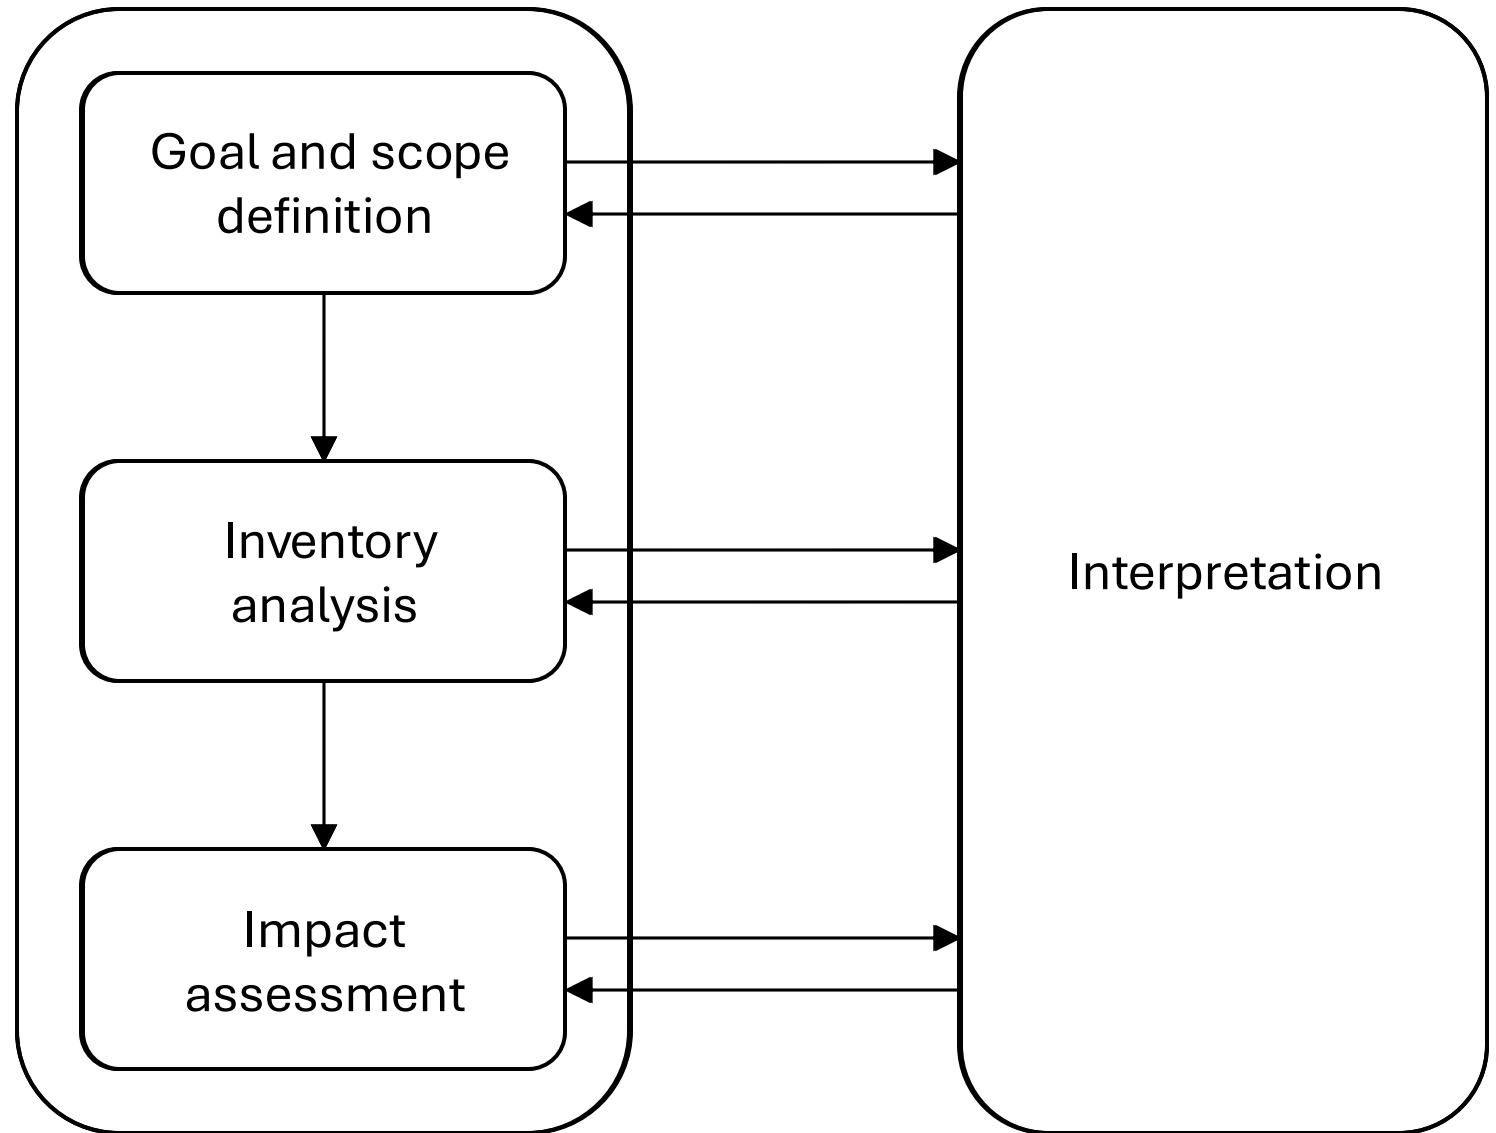 Goal and scope
definition
Inventory
analysis
Impact
assessment
Interpretation